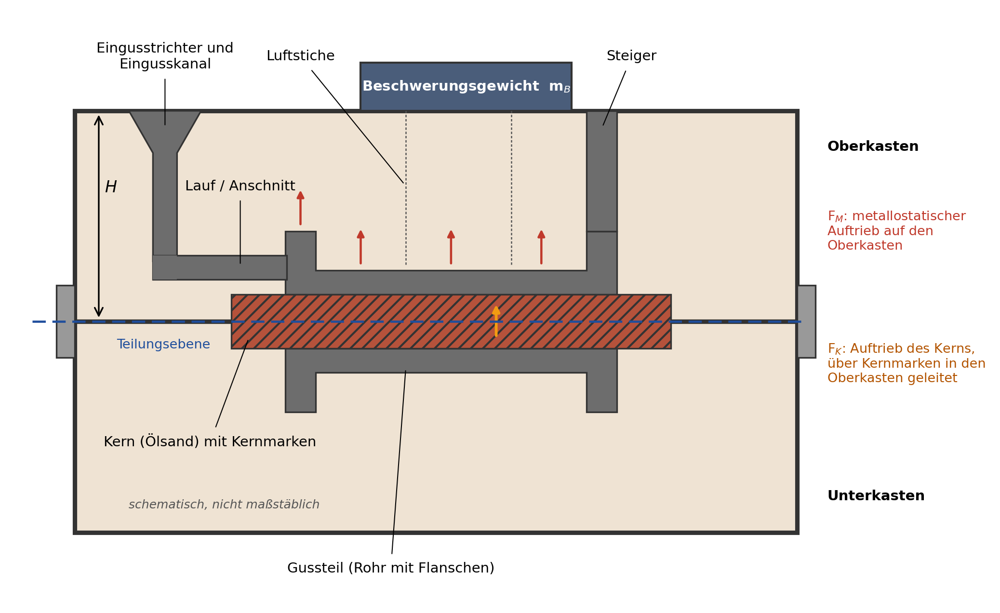 Eingusstrichter und
Eingusskanal
Luftstiche
Steiger
Beschwerungsgewicht m_B
Oberkasten
H
Lauf / Anschnitt
F_M: metallostatischer
Auftrieb auf den
Oberkasten
Teilungsebene
F_K: Auftrieb des Kerns,
über Kernmarken in den
Oberkasten geleitet
Kern (Ölsand) mit Kernmarken
Unterkasten
schematisch, nicht maßstäblich
Gussteil (Rohr mit Flanschen)